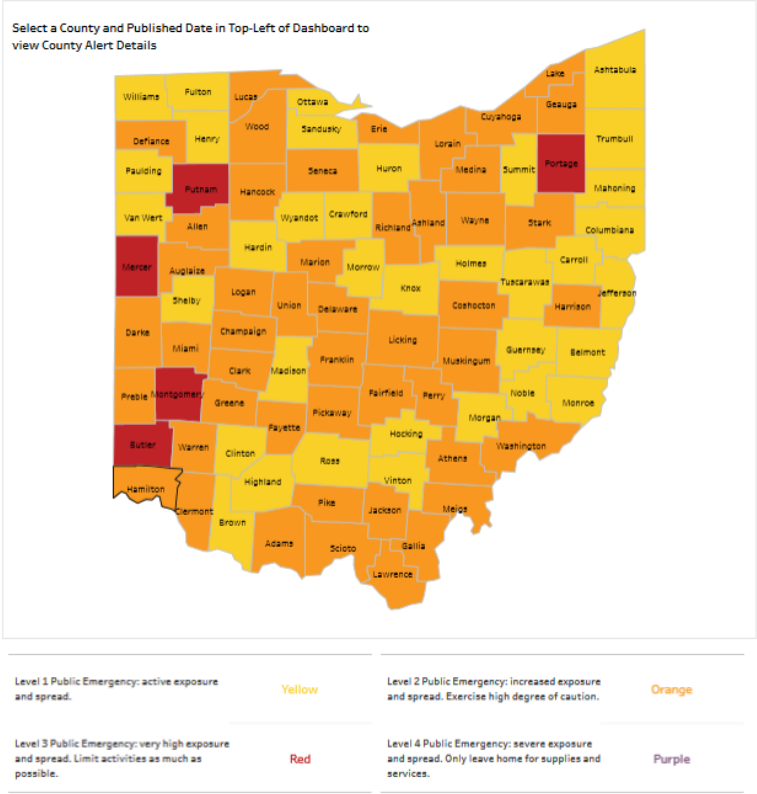 Select a County and Published Date in Top-Left of Dashboard to
view County Alert Details
Ashtabula
Lake
Williams
Fulton
Lucas
Ottawa
Geauga
Cuyahoga
Wood
Sandusky
Erie
Defiance
Henry
Lorain
Trumbull
Portage
Paulding
Seneca
Huron
Medina
Summit
Putnam
Hancock
Mahoning
Van Wert
Wyandot
Crawford
Allen
Richland
Ashland
Wayne
Stark
Columbiana
Hardin
Mercer
Auglaize
Marion
Morrow
Holmes
Carroll
Tuscarawas
Knox
Jefferson
Logan
Shelby
Union
Delaware
Coshocton
Harrison
Darke
Champaign
Miami
Licking
Guernsey
Belmont
Franklin
Muskingum
Clark
Madison
Preble
Montgomery
Greene
Fairfield
Perry
Noble
Monroe
Pickaway
Morgan
Fayette
Hocking
Butler
Warren
Clinton
Washington
Ross
Athens
Highland
Vinton
Hamilton
Clermont
Pike
Jackson
Meigs
Brown
Adams
Scioto
Gallia
Lawrence
Level 1 Public Emergency: active exposure
and spread.
Yellow
Level 2 Public Emergency: increased exposure
and spread. Exercise high degree of caution.
Orange
Level 3 Public Emergency: very high exposure
and spread. Limit activities as much as
possible.
Red
Level 4 Public Emergency: severe exposure
and spread. Only leave home for supplies and
services.
Purple